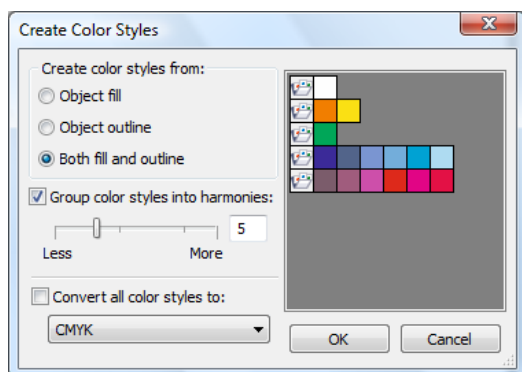 Create Color Styles
Create color styles from:
Object fill
Object outline
Both fill and outline
Group color styles into harmonies:
5
Less More
Convert all color styles to:
CMYK
OK Cancel